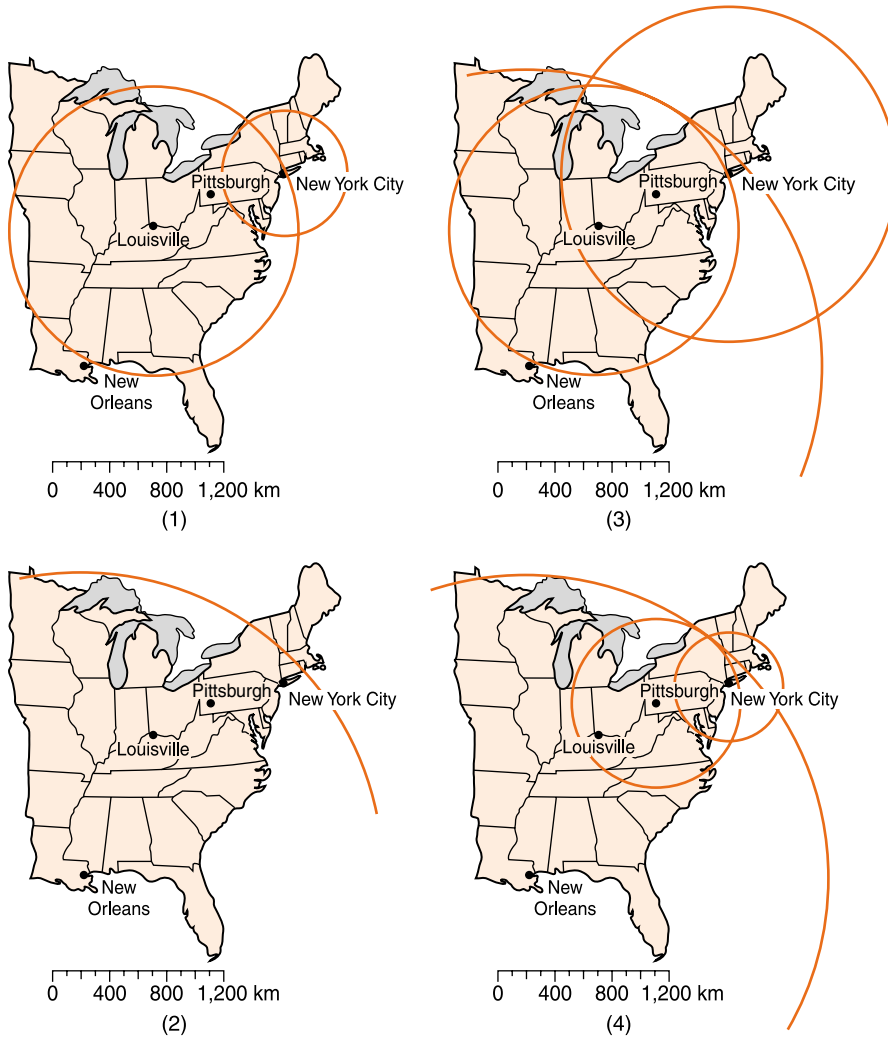 Pittsburgh
New York City
Louisville
New
Orleans
0 400 800 1,200 km
(1)
Pittsburgh
New York City
Louisville
New
Orleans
0 400 800 1,200 km
(3)
Pittsburgh
New York City
Louisville
New
Orleans
0 400 800 1,200 km
(2)
Pittsburgh
New York City
Louisville
New
Orleans
0 400 800 1,200 km
(4)